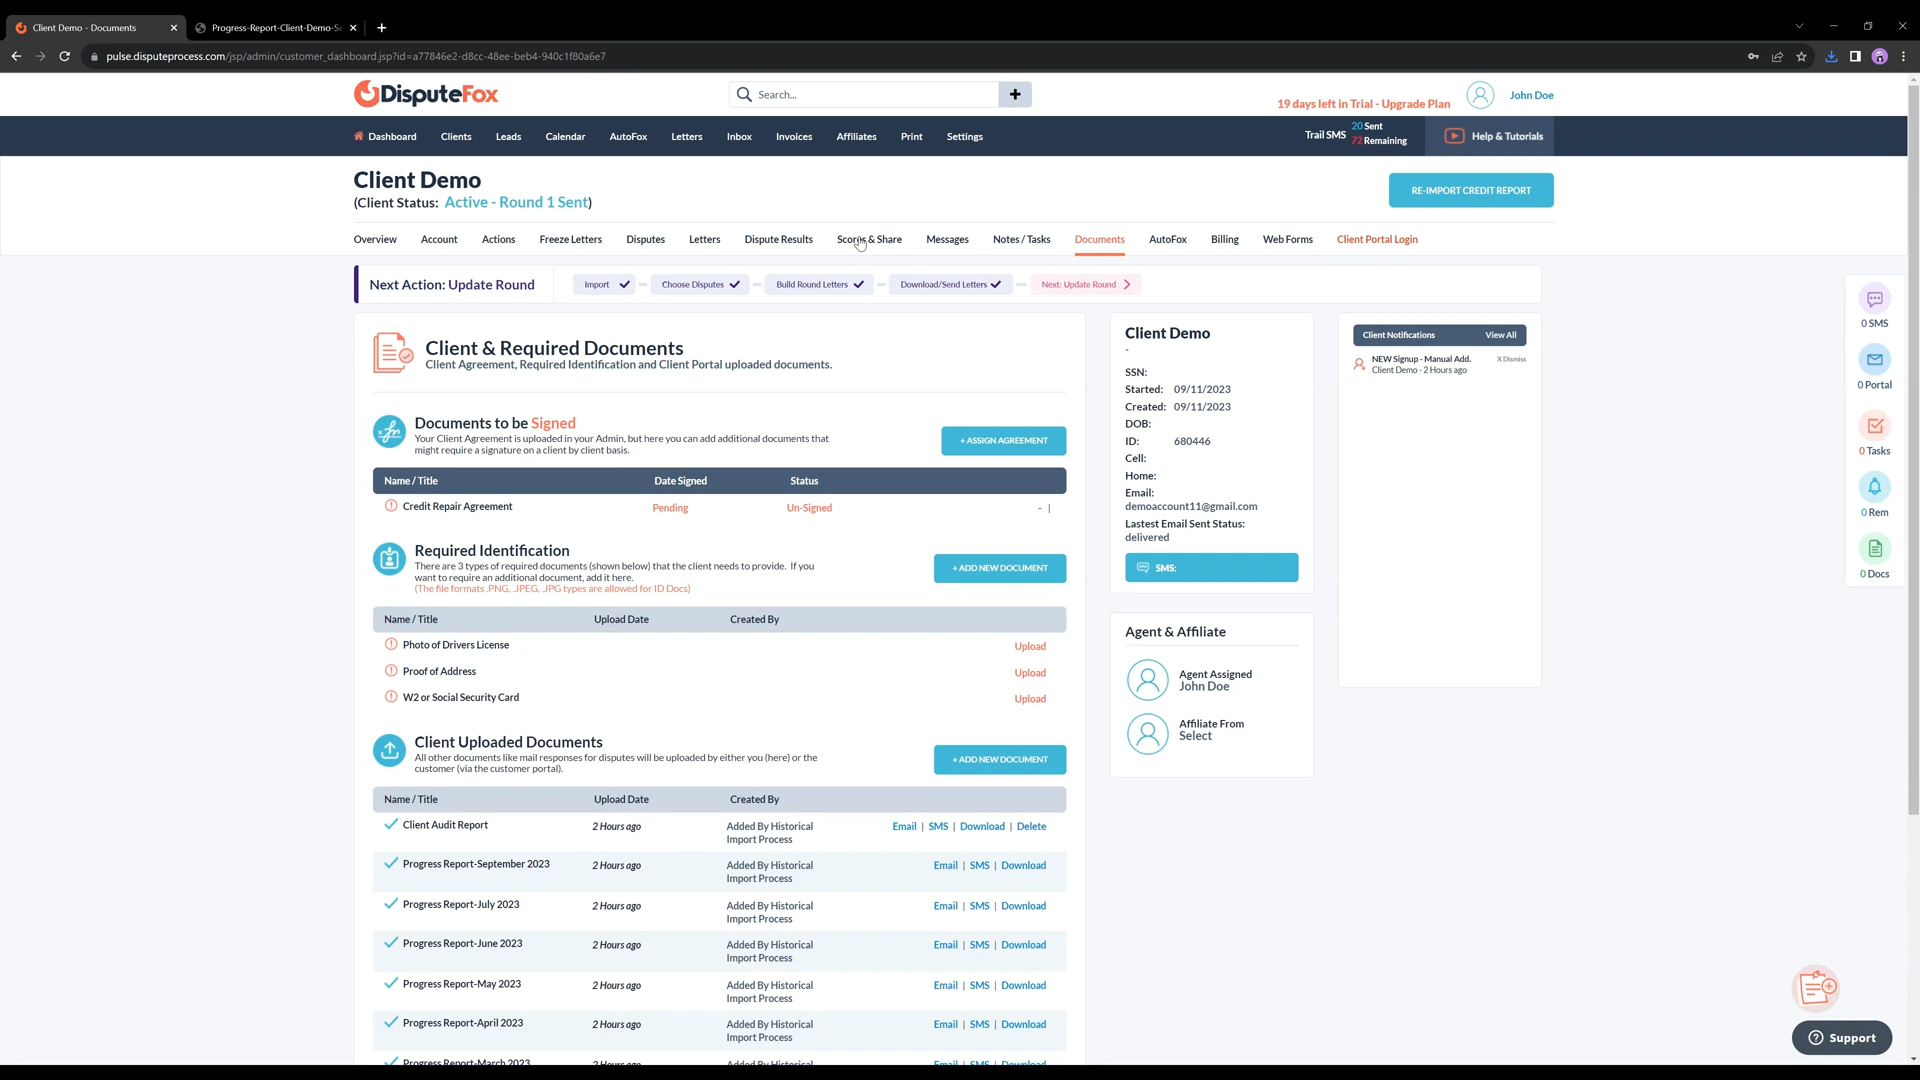 Client Demo - Documents
Progress-Report-Client-Demo-Se
pulse.disputeprocess.com/jsp/admin/customer_dashboard.jsp?id=a77846e2-d8cc-48ee-beb4-940c1f80a6e7
DisputeFox
Search...
19 days left in Trial - Upgrade Plan
John Doe
Dashboard
Clients
Leads
Calendar
AutoFox
Letters
Inbox
Invoices
Affiliates
Print
Settings
Trail SMS
20 Sent
72 Remaining
Help & Tutorials
Client Demo
(Client Status: Active - Round 1 Sent)
RE-IMPORT CREDIT REPORT
Overview
Account
Actions
Freeze Letters
Disputes
Letters
Dispute Results
Scores & Share
Messages
Notes / Tasks
Documents
AutoFox
Billing
Web Forms
Client Portal Login
Next Action: Update Round
Import
Choose Disputes
Build Round Letters
Download/Send Letters
Next: Update Round
Client & Required Documents
Client Agreement, Required Identification and Client Portal uploaded documents.
Documents to be Signed
Your Client Agreement is uploaded in your Admin, but here you can add additional documents that
might require a signature on a client by client basis.
+ ASSIGN AGREEMENT
Name / Title Date Signed Status
Credit Repair Agreement Pending Un-Signed - |
Required Identification
There are 3 types of required documents (shown below) that the client needs to provide. If you
want to require an additional document, add it here.
(The file formats .PNG, .JPEG, .JPG types are allowed for ID Docs)
+ ADD NEW DOCUMENT
Name / Title Upload Date Created By
Photo of Drivers License Upload
Proof of Address Upload
W2 or Social Security Card Upload
Client Uploaded Documents
All other documents like mail responses for disputes will be uploaded by either you (here) or the
customer (via the customer portal).
+ ADD NEW DOCUMENT
Name / Title Upload Date Created By
Client Audit Report 2 Hours ago Added By Historical Email | SMS | Download | Delete
Import Process
Progress Report-September 2023 2 Hours ago Added By Historical Email | SMS | Download
Import Process
Progress Report-July 2023 2 Hours ago Added By Historical Email | SMS | Download
Import Process
Progress Report-June 2023 2 Hours ago Added By Historical Email | SMS | Download
Import Process
Progress Report-May 2023 2 Hours ago Added By Historical Email | SMS | Download
Import Process
Progress Report-April 2023 2 Hours ago Added By Historical Email | SMS | Download
Import Process
Progress Report-March 2023 2 Hours ago Added By Historical Email | SMS | Download
Client Demo
-
SSN:
Started: 09/11/2023
Created: 09/11/2023
DOB:
ID: 680446
Cell:
Home:
Email:
demoaccount11@gmail.com
Lastest Email Sent Status:
delivered
SMS:
Agent & Affiliate
Agent Assigned
John Doe
Affiliate From
Select
Client Notifications View All
NEW Signup - Manual Add. X Dismiss
Client Demo - 2 Hours ago
0 SMS
0 Portal
0 Tasks
0 Rem
0 Docs
Support